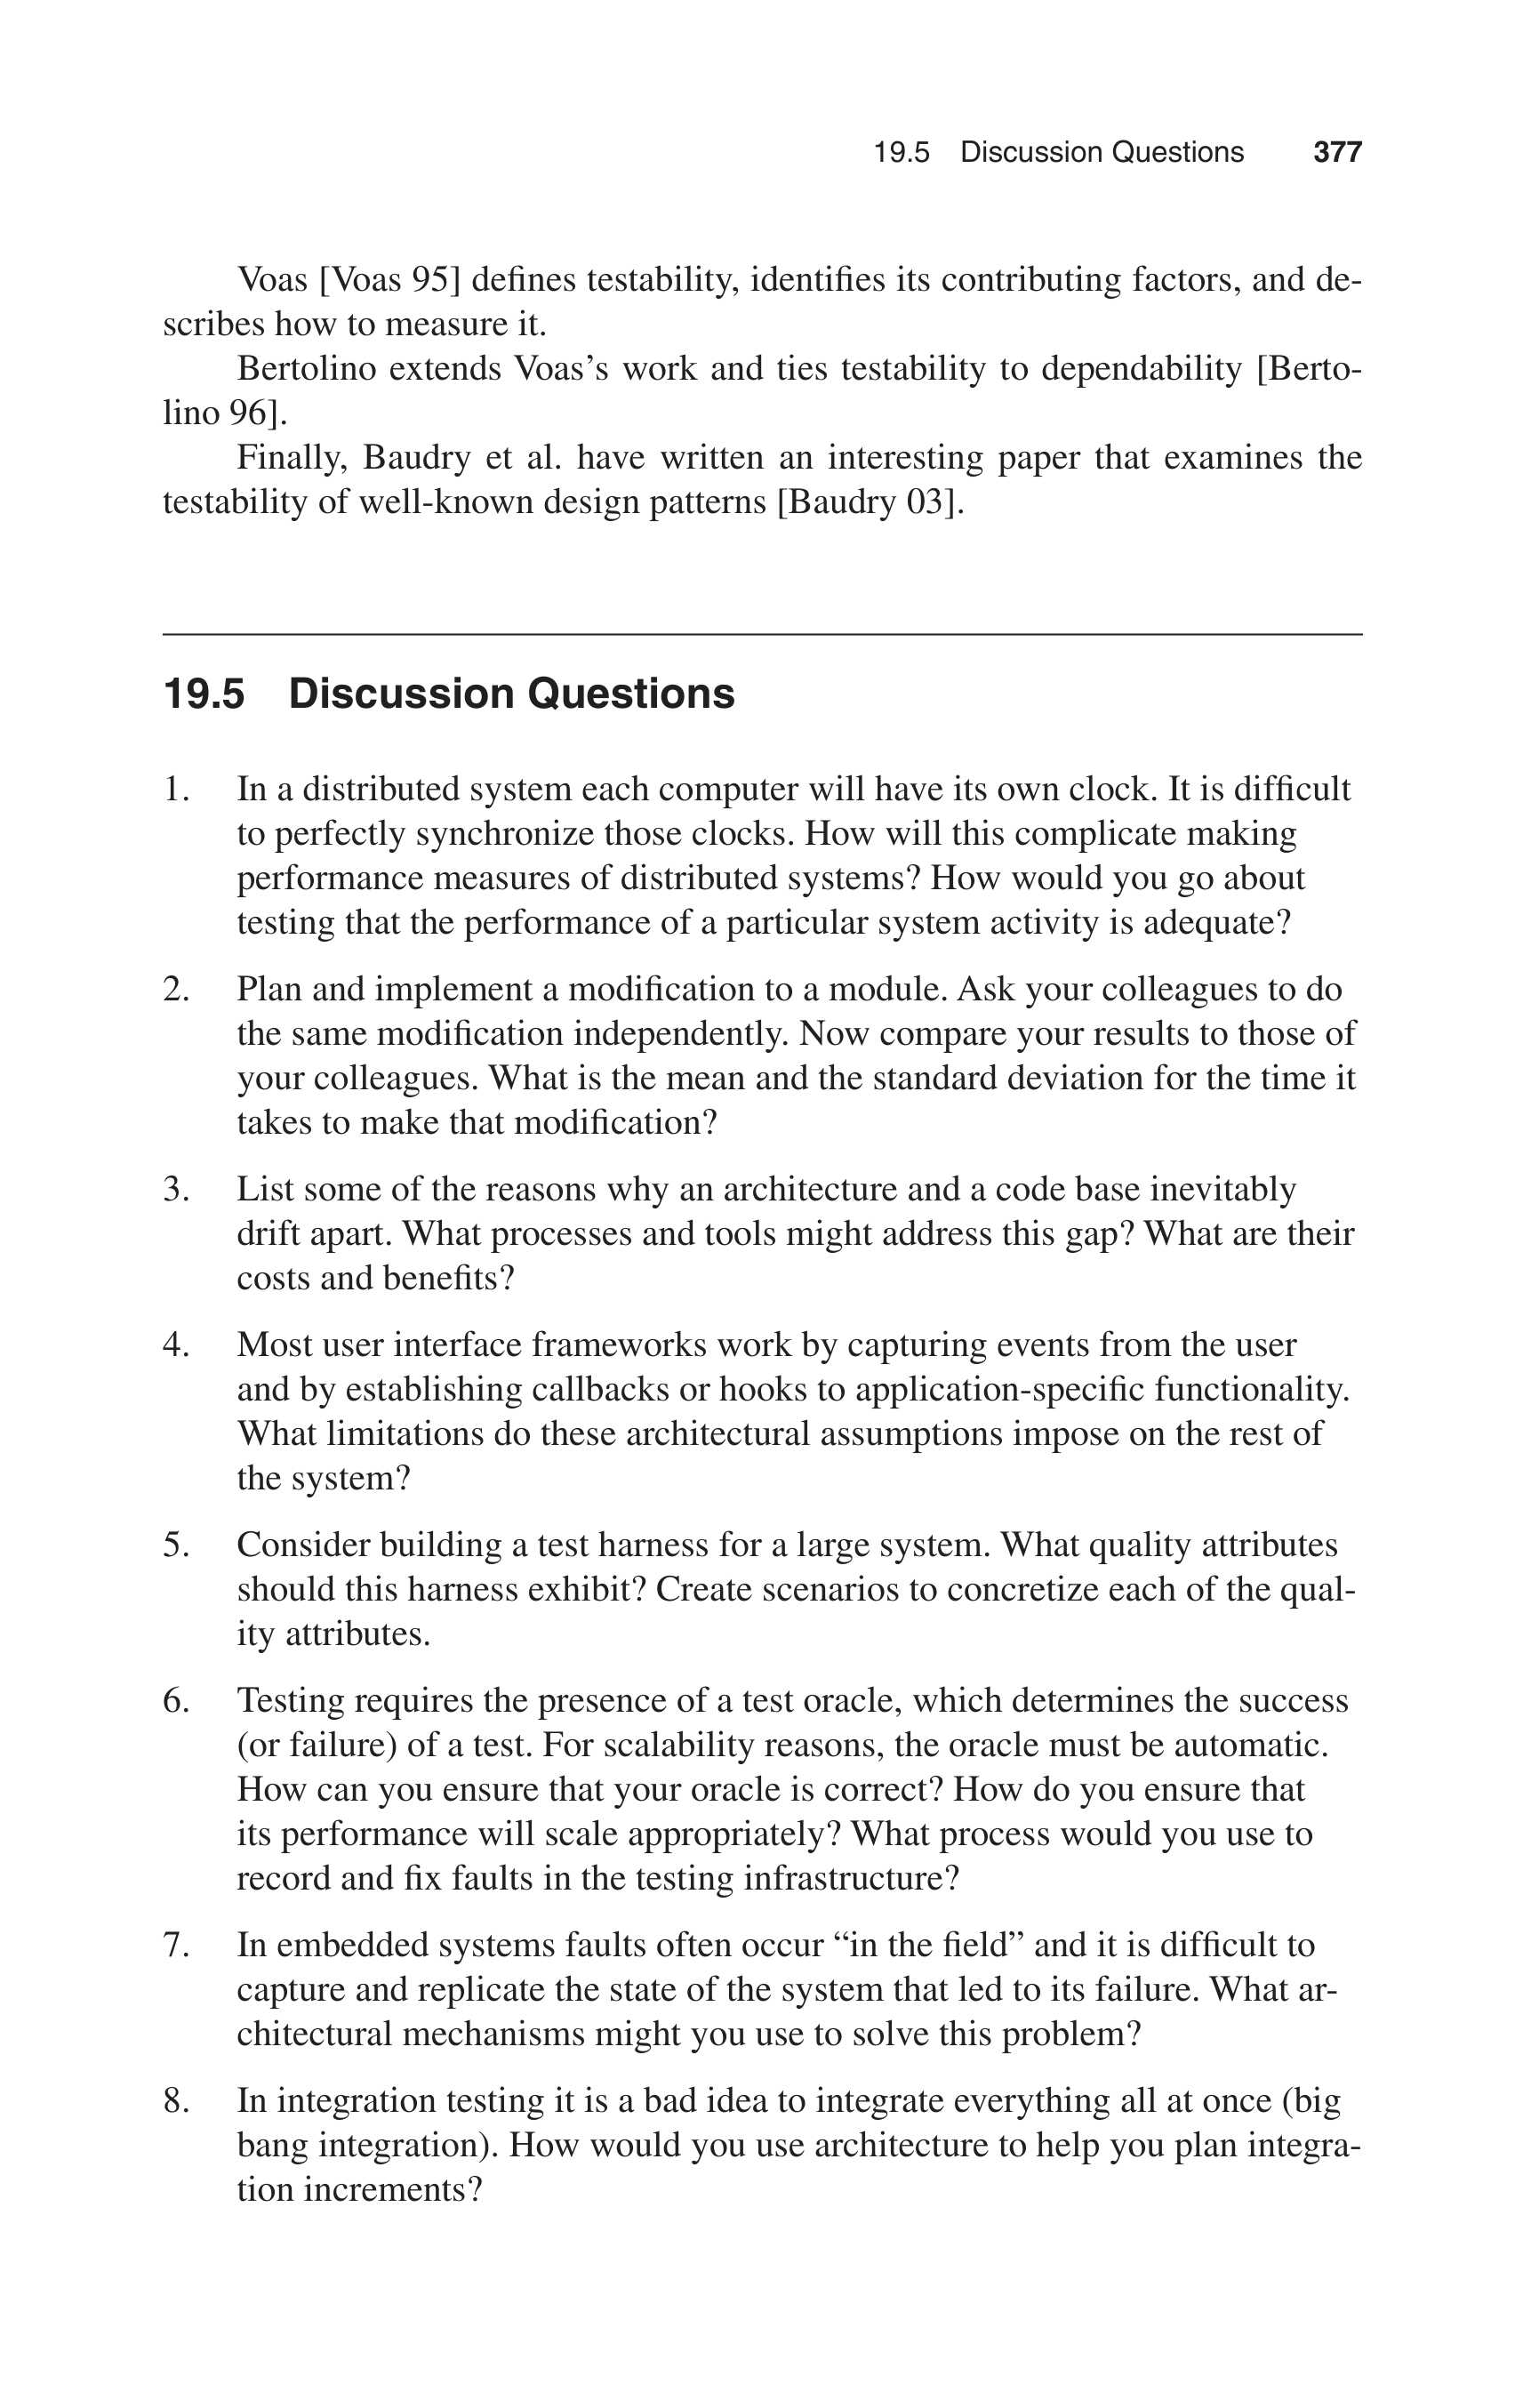 19.5 Discussion Questions 377
Voas [Voas 95] defines testability, identifies its contributing factors, and de-
scribes how to measure it.
Bertolino extends Voas’s work and ties testability to dependability [Berto-
lino 96].
Finally, Baudry et al. have written an interesting paper that examines the
testability of well-known design patterns [Baudry 03].
19.5 Discussion Questions
1. In a distributed system each computer will have its own clock. It is difficult
to perfectly synchronize those clocks. How will this complicate making
performance measures of distributed systems? How would you go about
testing that the performance of a particular system activity is adequate?
2. Plan and implement a modification to a module. Ask your colleagues to do
the same modification independently. Now compare your results to those of
your colleagues. What is the mean and the standard deviation for the time it
takes to make that modification?
3. List some of the reasons why an architecture and a code base inevitably
drift apart. What processes and tools might address this gap? What are their
costs and benefits?
4. Most user interface frameworks work by capturing events from the user
and by establishing callbacks or hooks to application-specific functionality.
What limitations do these architectural assumptions impose on the rest of
the system?
5. Consider building a test harness for a large system. What quality attributes
should this harness exhibit? Create scenarios to concretize each of the qual-
ity attributes.
6. Testing requires the presence of a test oracle, which determines the success
(or failure) of a test. For scalability reasons, the oracle must be automatic.
How can you ensure that your oracle is correct? How do you ensure that
its performance will scale appropriately? What process would you use to
record and fix faults in the testing infrastructure?
7. In embedded systems faults often occur “in the field” and it is difficult to
capture and replicate the state of the system that led to its failure. What ar-
chitectural mechanisms might you use to solve this problem?
8. In integration testing it is a bad idea to integrate everything all at once (big
bang integration). How would you use architecture to help you plan integra-
tion increments?